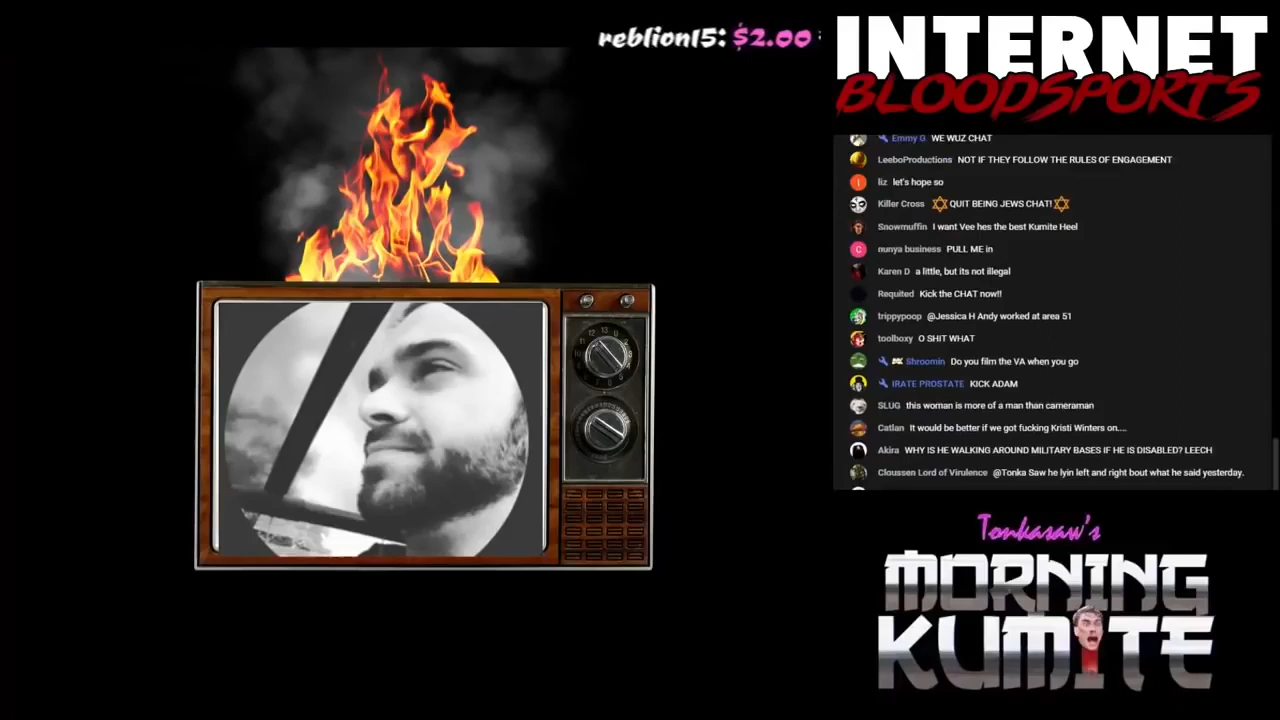 reblion15: $2.00
INTERNET
BLOODSPORTS
Emmy G WE WUZ CHAT
LeeboProductions NOT IF THEY FOLLOW THE RULES OF ENGAGEMENT
liz let's hope so
Killer Cross QUIT BEING JEWS CHAT!
Snowmuffin I want Vee hes the best Kumite Heel
nunya business PULL ME in
Karen D a little, but its not illegal
Requited Kick the CHAT now!!
trippypoop @Jessica H Andy worked at area 51
toolboxy O SHIT WHAT
Shroomin Do you film the VA when you go
IRATE PROSTATE KICK ADAM
SLUG this woman is more of a man than cameraman
Catlan It would be better if we got fucking Kristi Winters on....
Akira WHY IS HE WALKING AROUND MILITARY BASES IF HE IS DISABLED? LEECH
Cloussen Lord of Virulence @Tonka Saw he lyin left and right bout what he said yesterday.
Tonkasaw's
MORNING
KUMITE